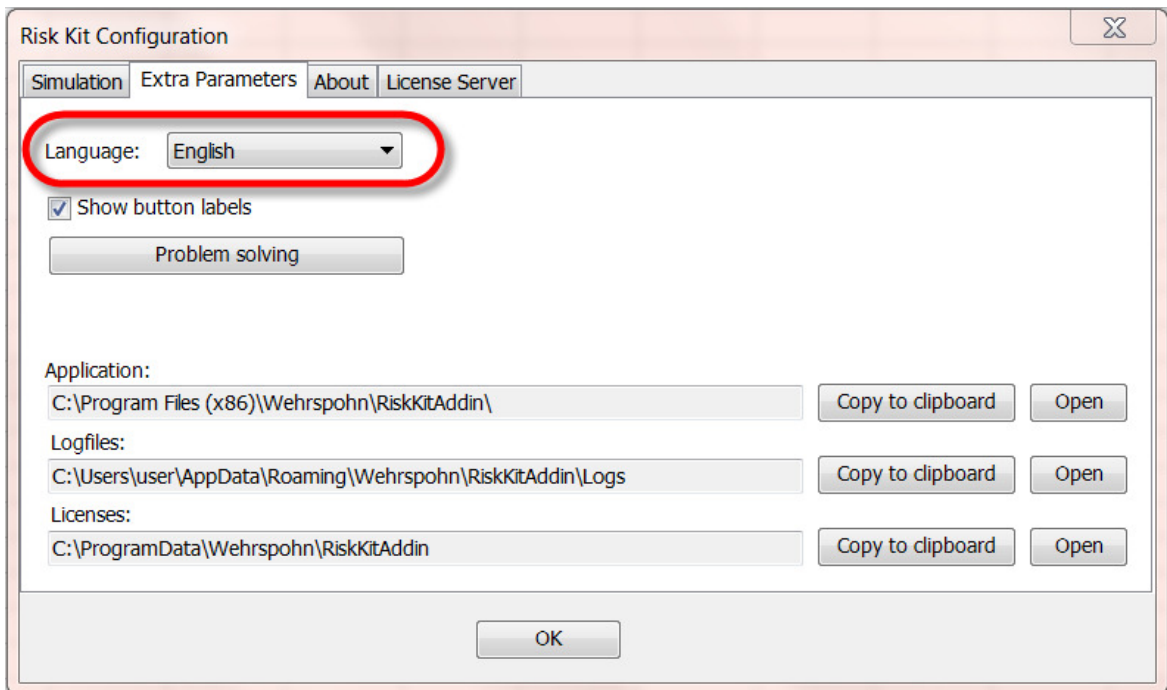 Risk Kit Configuration
Simulation Extra Parameters About License Server
Language: English
Show button labels
Problem solving
Application:
C:\Program Files (x86)\Wehrspohn\RiskKitAddin\ Copy to clipboard Open
Logfiles:
C:\Users\user\AppData\Roaming\Wehrspohn\RiskKitAddin\Logs Copy to clipboard Open
Licenses:
C:\ProgramData\Wehrspohn\RiskKitAddin Copy to clipboard Open
OK